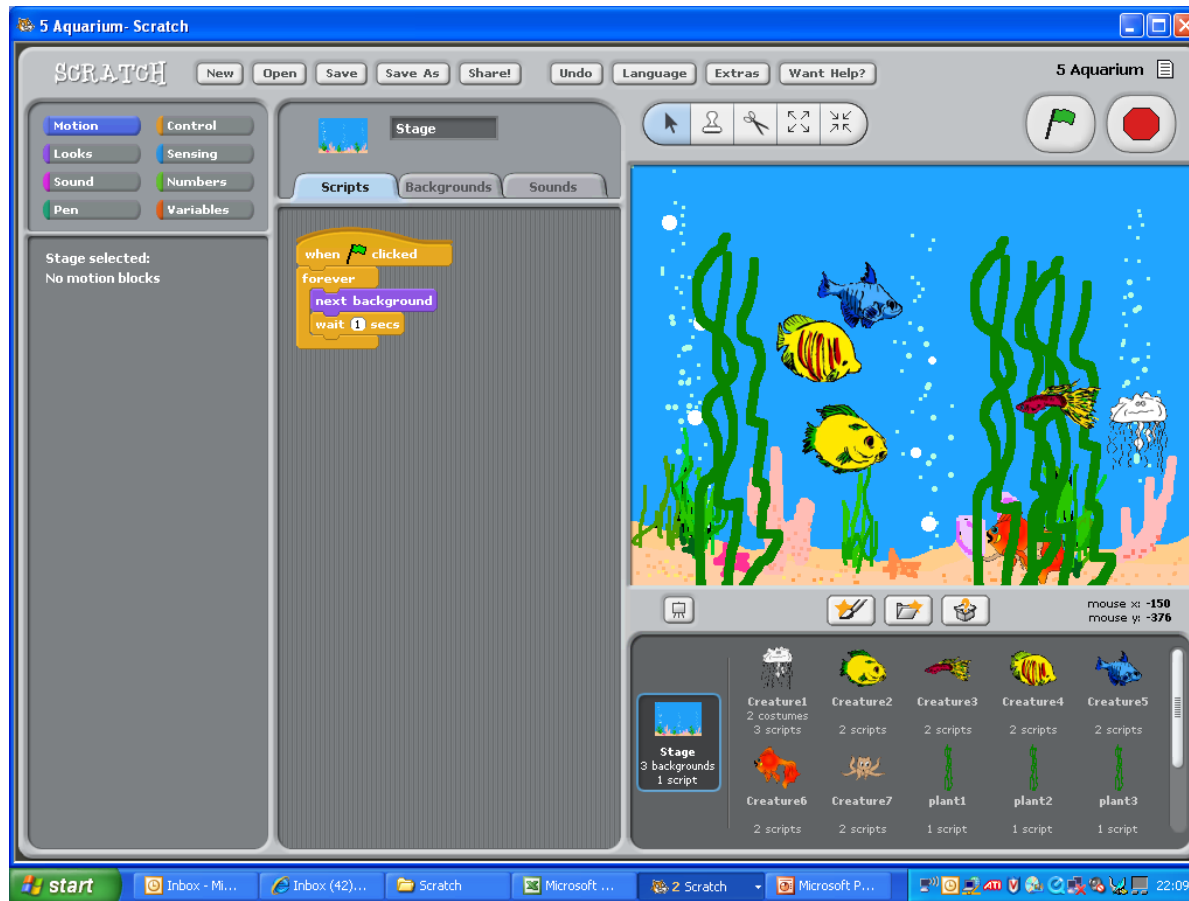 5 Aquarium- Scratch
SCRATCH New Open Save Save As Share! Undo Language Extras Want Help? 5 Aquarium
Motion Control
Looks Sensing
Sound Numbers
Pen Variables
Stage selected:
No motion blocks
Stage
Scripts Backgrounds Sounds
when clicked
forever
next background
wait 1 secs
mouse x: -150
mouse y: -376
Stage
3 backgrounds
1 script
Creature1 Creature2 Creature3 Creature4 Creature5
2 costumes
3 scripts 2 scripts 2 scripts 2 scripts 2 scripts
Creature6 Creature7 plant1 plant2 plant3
2 scripts 2 scripts 1 script 1 script 1 script
start Inbox - Mi... Inbox (42)... Scratch Microsoft ... 2 Scratch Microsoft P... 22:09